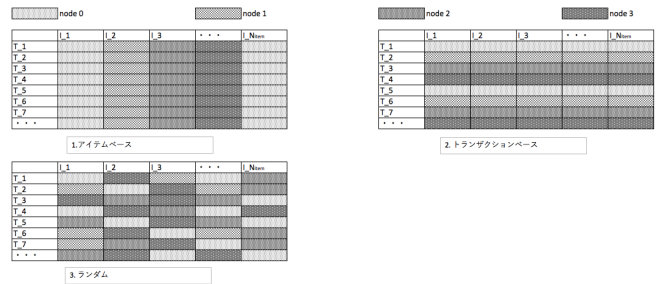 node 0 node 1 node 2 node 3
I_1 I_2 I_3 ・・・ I_Nitem
T_1
T_2
T_3
T_4
T_5
T_6
T_7
・・・
1.アイテムベース
I_1 I_2 I_3 ・・・ I_Nitem
T_1
T_2
T_3
T_4
T_5
T_6
T_7
・・・
2. トランザクションベース
I_1 I_2 I_3 ・・・ I_Nitem
T_1
T_2
T_3
T_4
T_5
T_6
T_7
・・・
3. ランダム